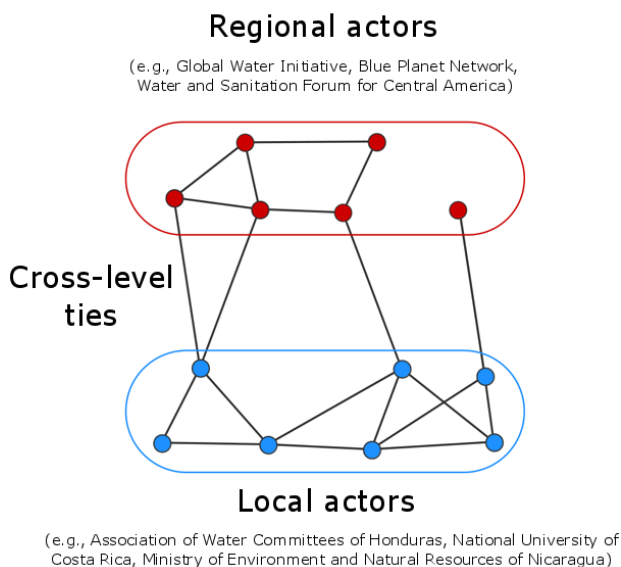 Regional actors
(e.g., Global Water Initiative, Blue Planet Network,
Water and Sanitation Forum for Central America)
Cross-level
ties
Local actors
(e.g., Association of Water Committees of Honduras, National University of
Costa Rica, Ministry of Environment and Natural Resources of Nicaragua)